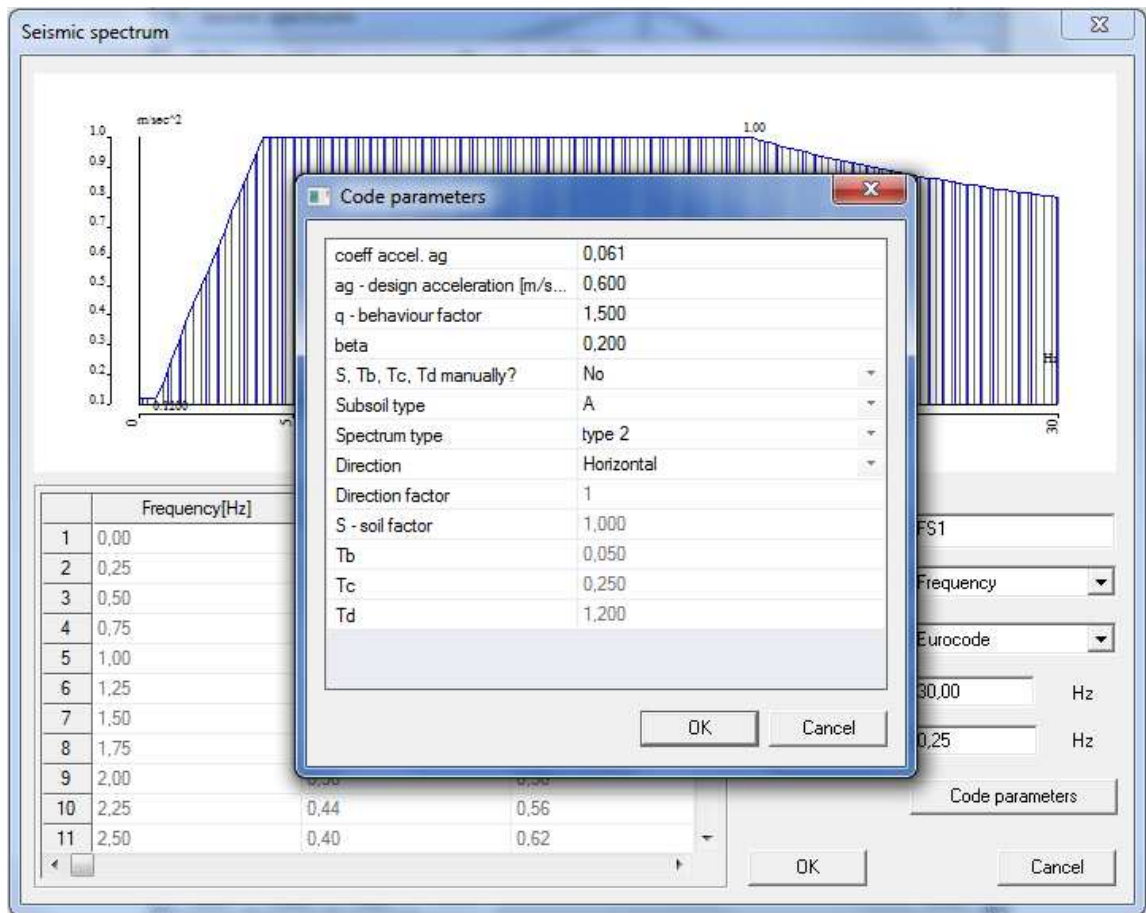 Seismic spectrum
m/sec^2
1.0
0.9
0.8
0.7
0.6
0.5
0.4
0.3
0.2
0.1
1.00
0.1200
Hz
0
5
30
Code parameters
coeff accel. ag 0,061
ag - design acceleration [m/s... 0,600
q - behaviour factor 1,500
beta 0,200
S, Tb, Tc, Td manually? No
Subsoil type A
Spectrum type type 2
Direction Horizontal
Direction factor 1
S - soil factor 1,000
Tb 0,050
Tc 0,250
Td 1,200
OK Cancel
Frequency[Hz]
1 0,00
2 0,25
3 0,50
4 0,75
5 1,00
6 1,25
7 1,50
8 1,75
9 2,00 0,50 0,50
10 2,25 0,44 0,56
11 2,50 0,40 0,62
FS1
Frequency
Eurocode
30,00 Hz
0,25 Hz
Code parameters
OK Cancel